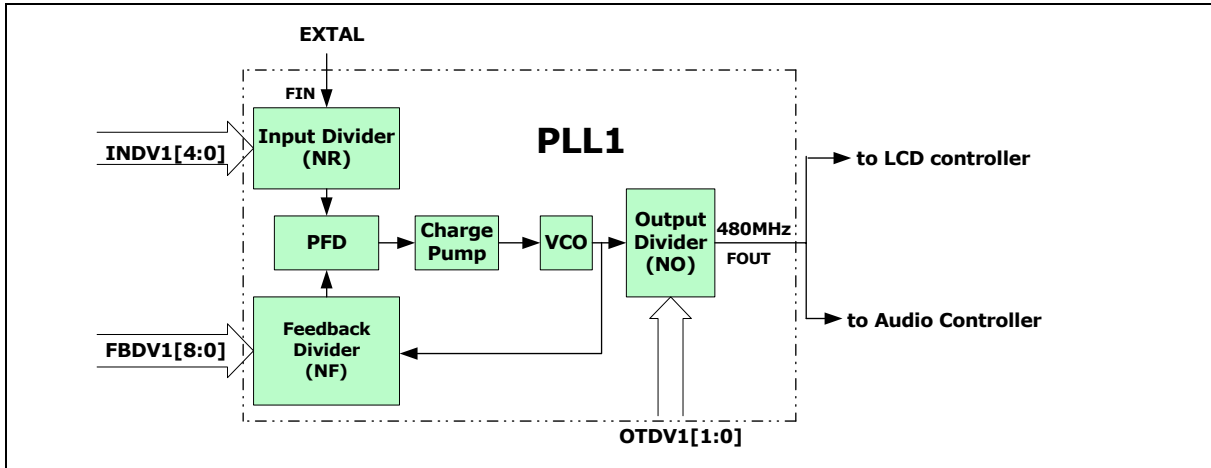 EXTAL
FIN
INDV1[4:0]
Input Divider
(NR)
PLL1
to LCD controller
PFD
Charge
Pump
VCO
Output
Divider
(NO)
480MHz
FOUT
FBDV1[8:0]
Feedback
Divider
(NF)
to Audio Controller
OTDV1[1:0]